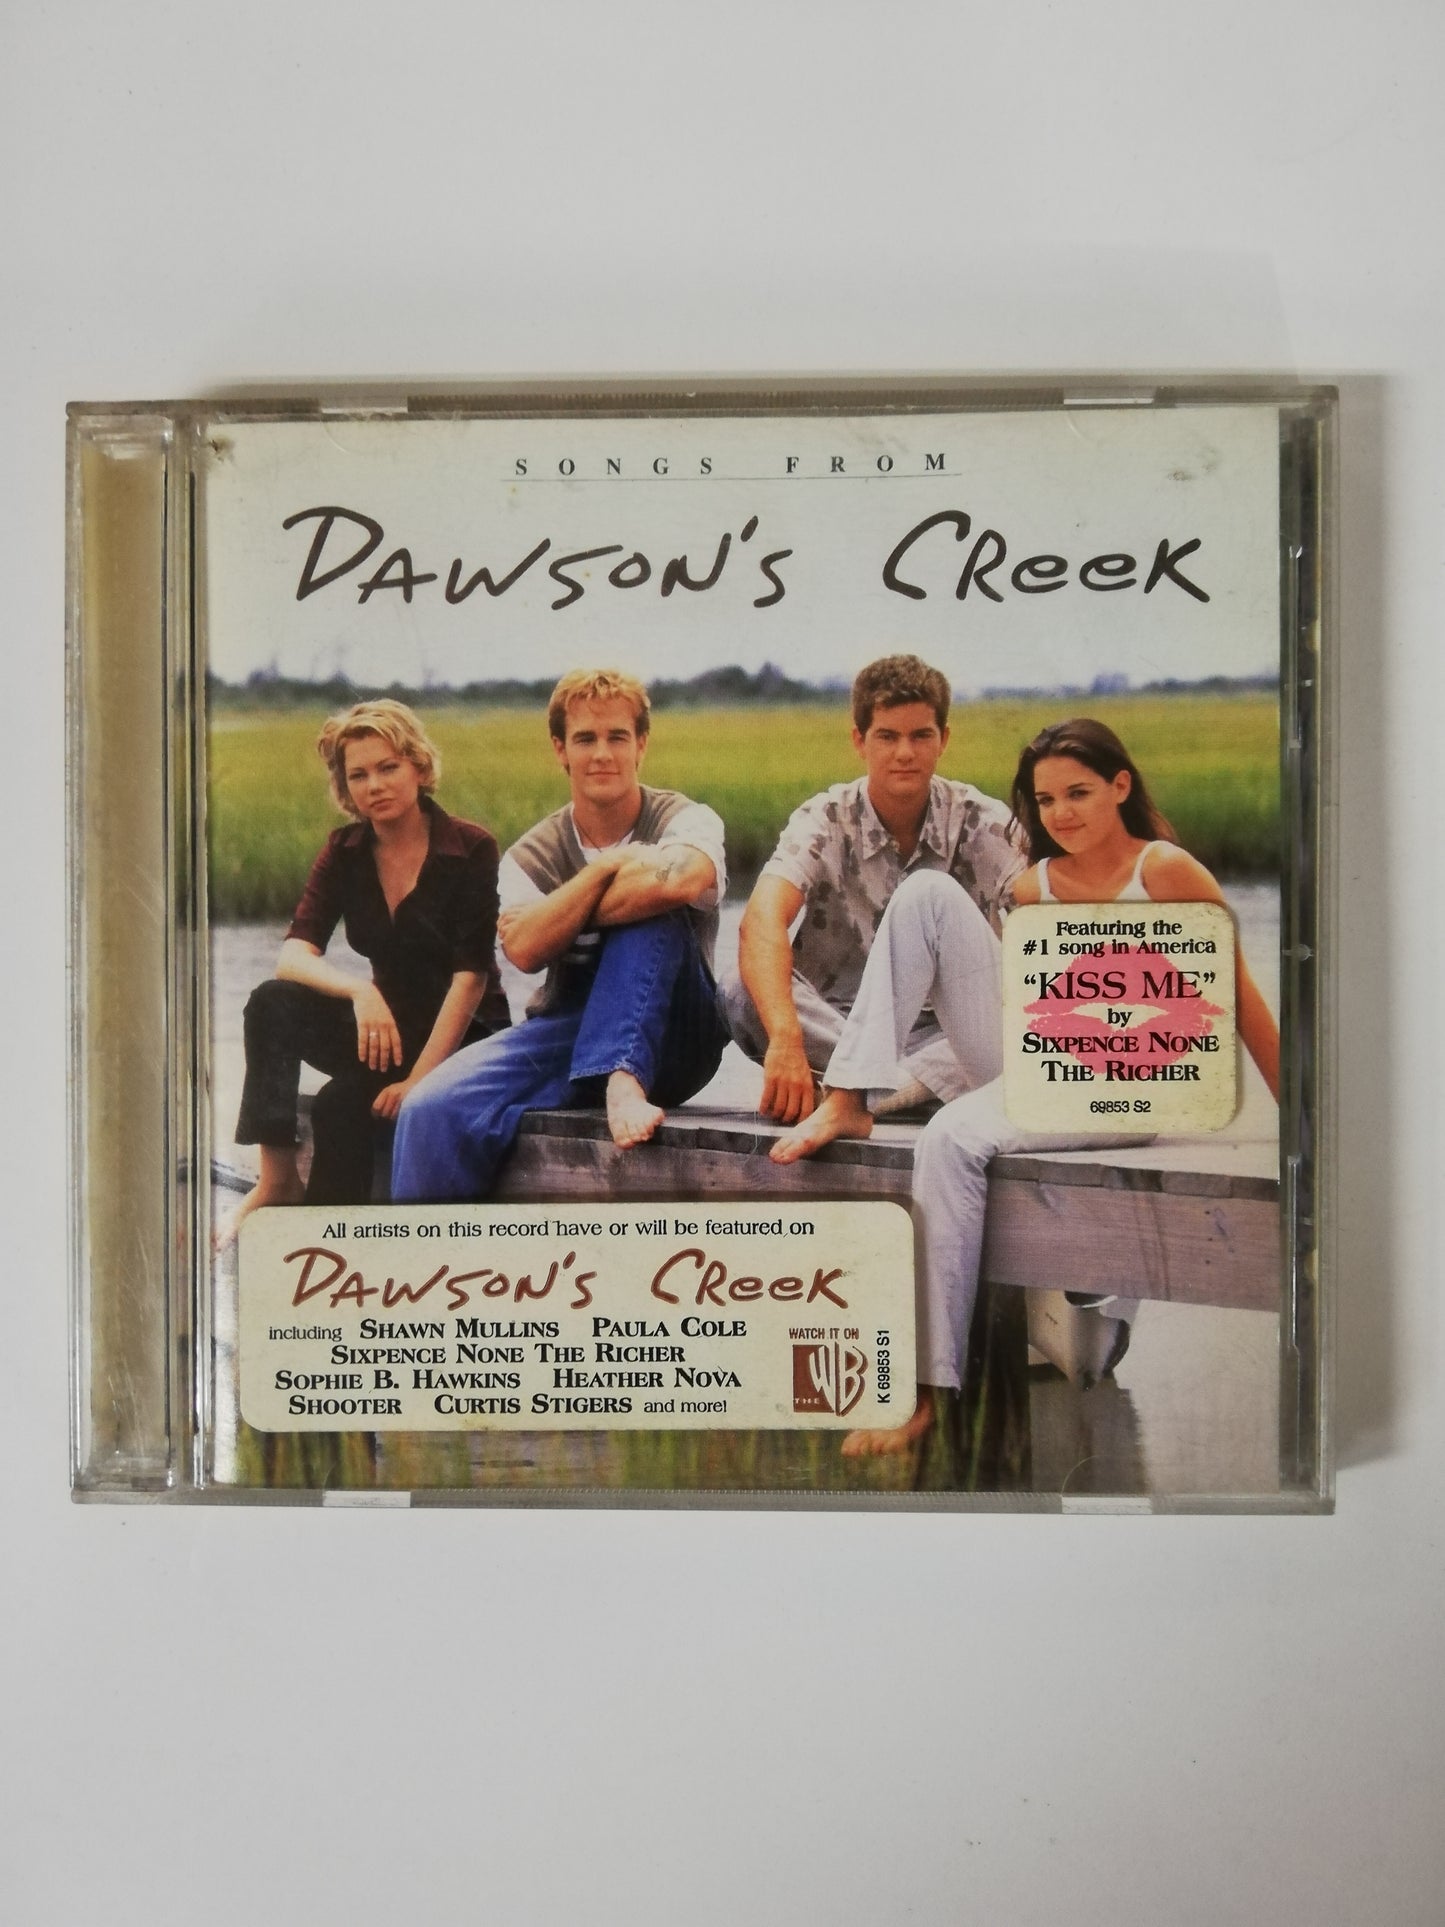 SONGS FROM
DAWSON'S CREEK
Featuring the
#1 song in America
“KISS ME”
by
SIXPENCE NONE
THE RICHER
69853 S2
All artists on this record have or will be featured on
DAWSON'S CREEK
including SHAWN MULLINS PAULA COLE
SIXPENCE NONE THE RICHER
SOPHIE B. HAWKINS HEATHER NOVA
SHOOTER CURTIS STIGERS and more!
WATCH IT ON
THE WB
K 69853 S1